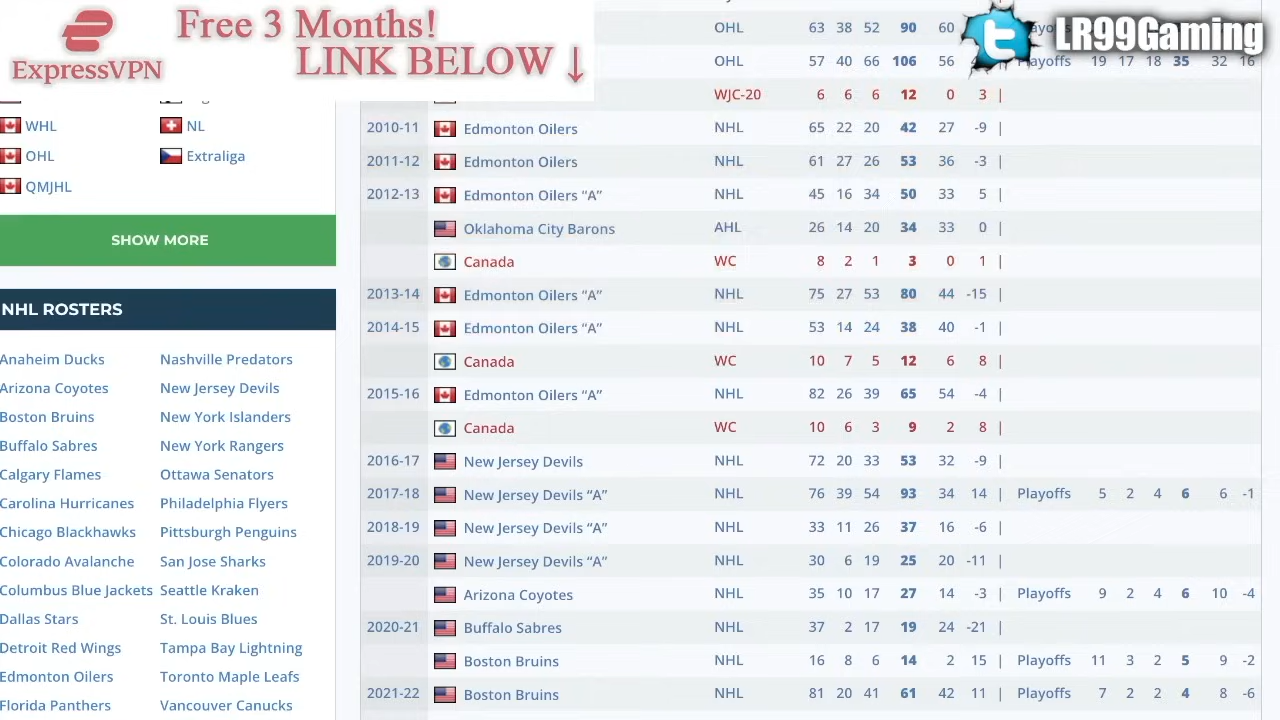 ExpressVPN
Free 3 Months!
LINK BELOW ↓
LR99Gaming
WHL
NL
OHL
Extraliga
QMJHL
SHOW MORE
NHL ROSTERS
Anaheim Ducks Nashville Predators
Arizona Coyotes New Jersey Devils
Boston Bruins New York Islanders
Buffalo Sabres New York Rangers
Calgary Flames Ottawa Senators
Carolina Hurricanes Philadelphia Flyers
Chicago Blackhawks Pittsburgh Penguins
Colorado Avalanche San Jose Sharks
Columbus Blue Jackets Seattle Kraken
Dallas Stars St. Louis Blues
Detroit Red Wings Tampa Bay Lightning
Edmonton Oilers Toronto Maple Leafs
Florida Panthers Vancouver Canucks
OHL 63 38 52 90 60
OHL 57 40 66 106 56 Playoffs 19 17 18 35 32 16
WJC-20 6 6 6 12 0 3 |
2010-11 Edmonton Oilers NHL 65 22 20 42 27 -9 |
2011-12 Edmonton Oilers NHL 61 27 26 53 36 -3 |
2012-13 Edmonton Oilers “A” NHL 45 16 34 50 33 5 |
Oklahoma City Barons AHL 26 14 20 34 33 0 |
Canada WC 8 2 1 3 0 1 |
2013-14 Edmonton Oilers “A” NHL 75 27 53 80 44 -15 |
2014-15 Edmonton Oilers “A” NHL 53 14 24 38 40 -1 |
Canada WC 10 7 5 12 6 8 |
2015-16 Edmonton Oilers “A” NHL 82 26 39 65 54 -4 |
Canada WC 10 6 3 9 2 8 |
2016-17 New Jersey Devils NHL 72 20 33 53 32 -9 |
2017-18 New Jersey Devils “A” NHL 76 39 54 93 34 14 | Playoffs 5 2 4 6 6 -1
2018-19 New Jersey Devils “A” NHL 33 11 26 37 16 -6 |
2019-20 New Jersey Devils “A” NHL 30 6 19 25 20 -11 |
Arizona Coyotes NHL 35 10 17 27 14 -3 | Playoffs 9 2 4 6 10 -4
2020-21 Buffalo Sabres NHL 37 2 17 19 24 -21 |
Boston Bruins NHL 16 8 6 14 2 15 | Playoffs 11 3 2 5 9 -2
2021-22 Boston Bruins NHL 81 20 41 61 42 11 | Playoffs 7 2 2 4 8 -6